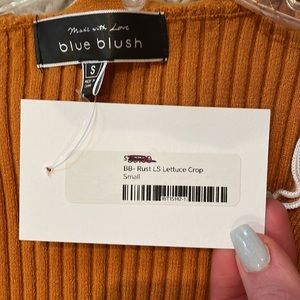 Made with Love
blue blush
S
BB- Rust LS Lettuce Crop
Small